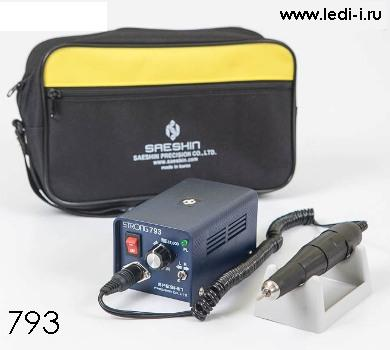 www.ledi-i.ru
SAESHIN
SAESHIN PRECISION CO., LTD.
www.saeshin.com
made in Korea
STRONG 793
793